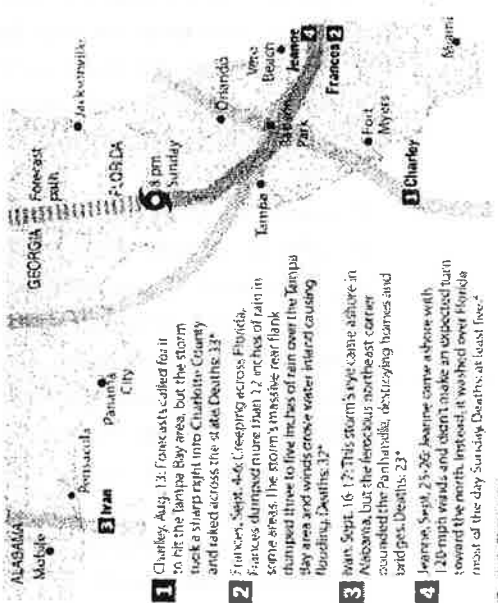 ALABAMA
Mobile
Pensacola
Panama
City
3 Ivan
GEORGIA
Forecast
path
Jacksonville
FLORIDA
8 pm
Sunday
Orlando
Tampa
Vero
Beach
Jeanne
4
Frances 2
Park
Fort
Myers
1 Charley
Miami
1 Charley, Aug. 13: Forecasts called for it
to hit the Tampa Bay area, but the storm
took a sharp right into Charlotte County
and raked across the state. Deaths: 33*
2 Frances, Sept. 4-6: Creeping across Florida,
Frances dumped more than 12 inches of rain in
some areas. The storm's massive rear flank
dumped three to five inches of rain over the Tampa
Bay area and winds drove water inland causing
flooding. Deaths: 32*
3 Ivan, Sept. 16-17: This storm's eye came ashore in
Alabama, but the ferocious northeast corner
pounded the Panhandle, destroying homes and
bridges. Deaths: 23*
4 Jeanne, Sept. 25-26: Jeanne came ashore with
120-mph winds and didn't make an expected turn
toward the north. Instead, it washed over Florida
most of the day Sunday. Deaths: at least five